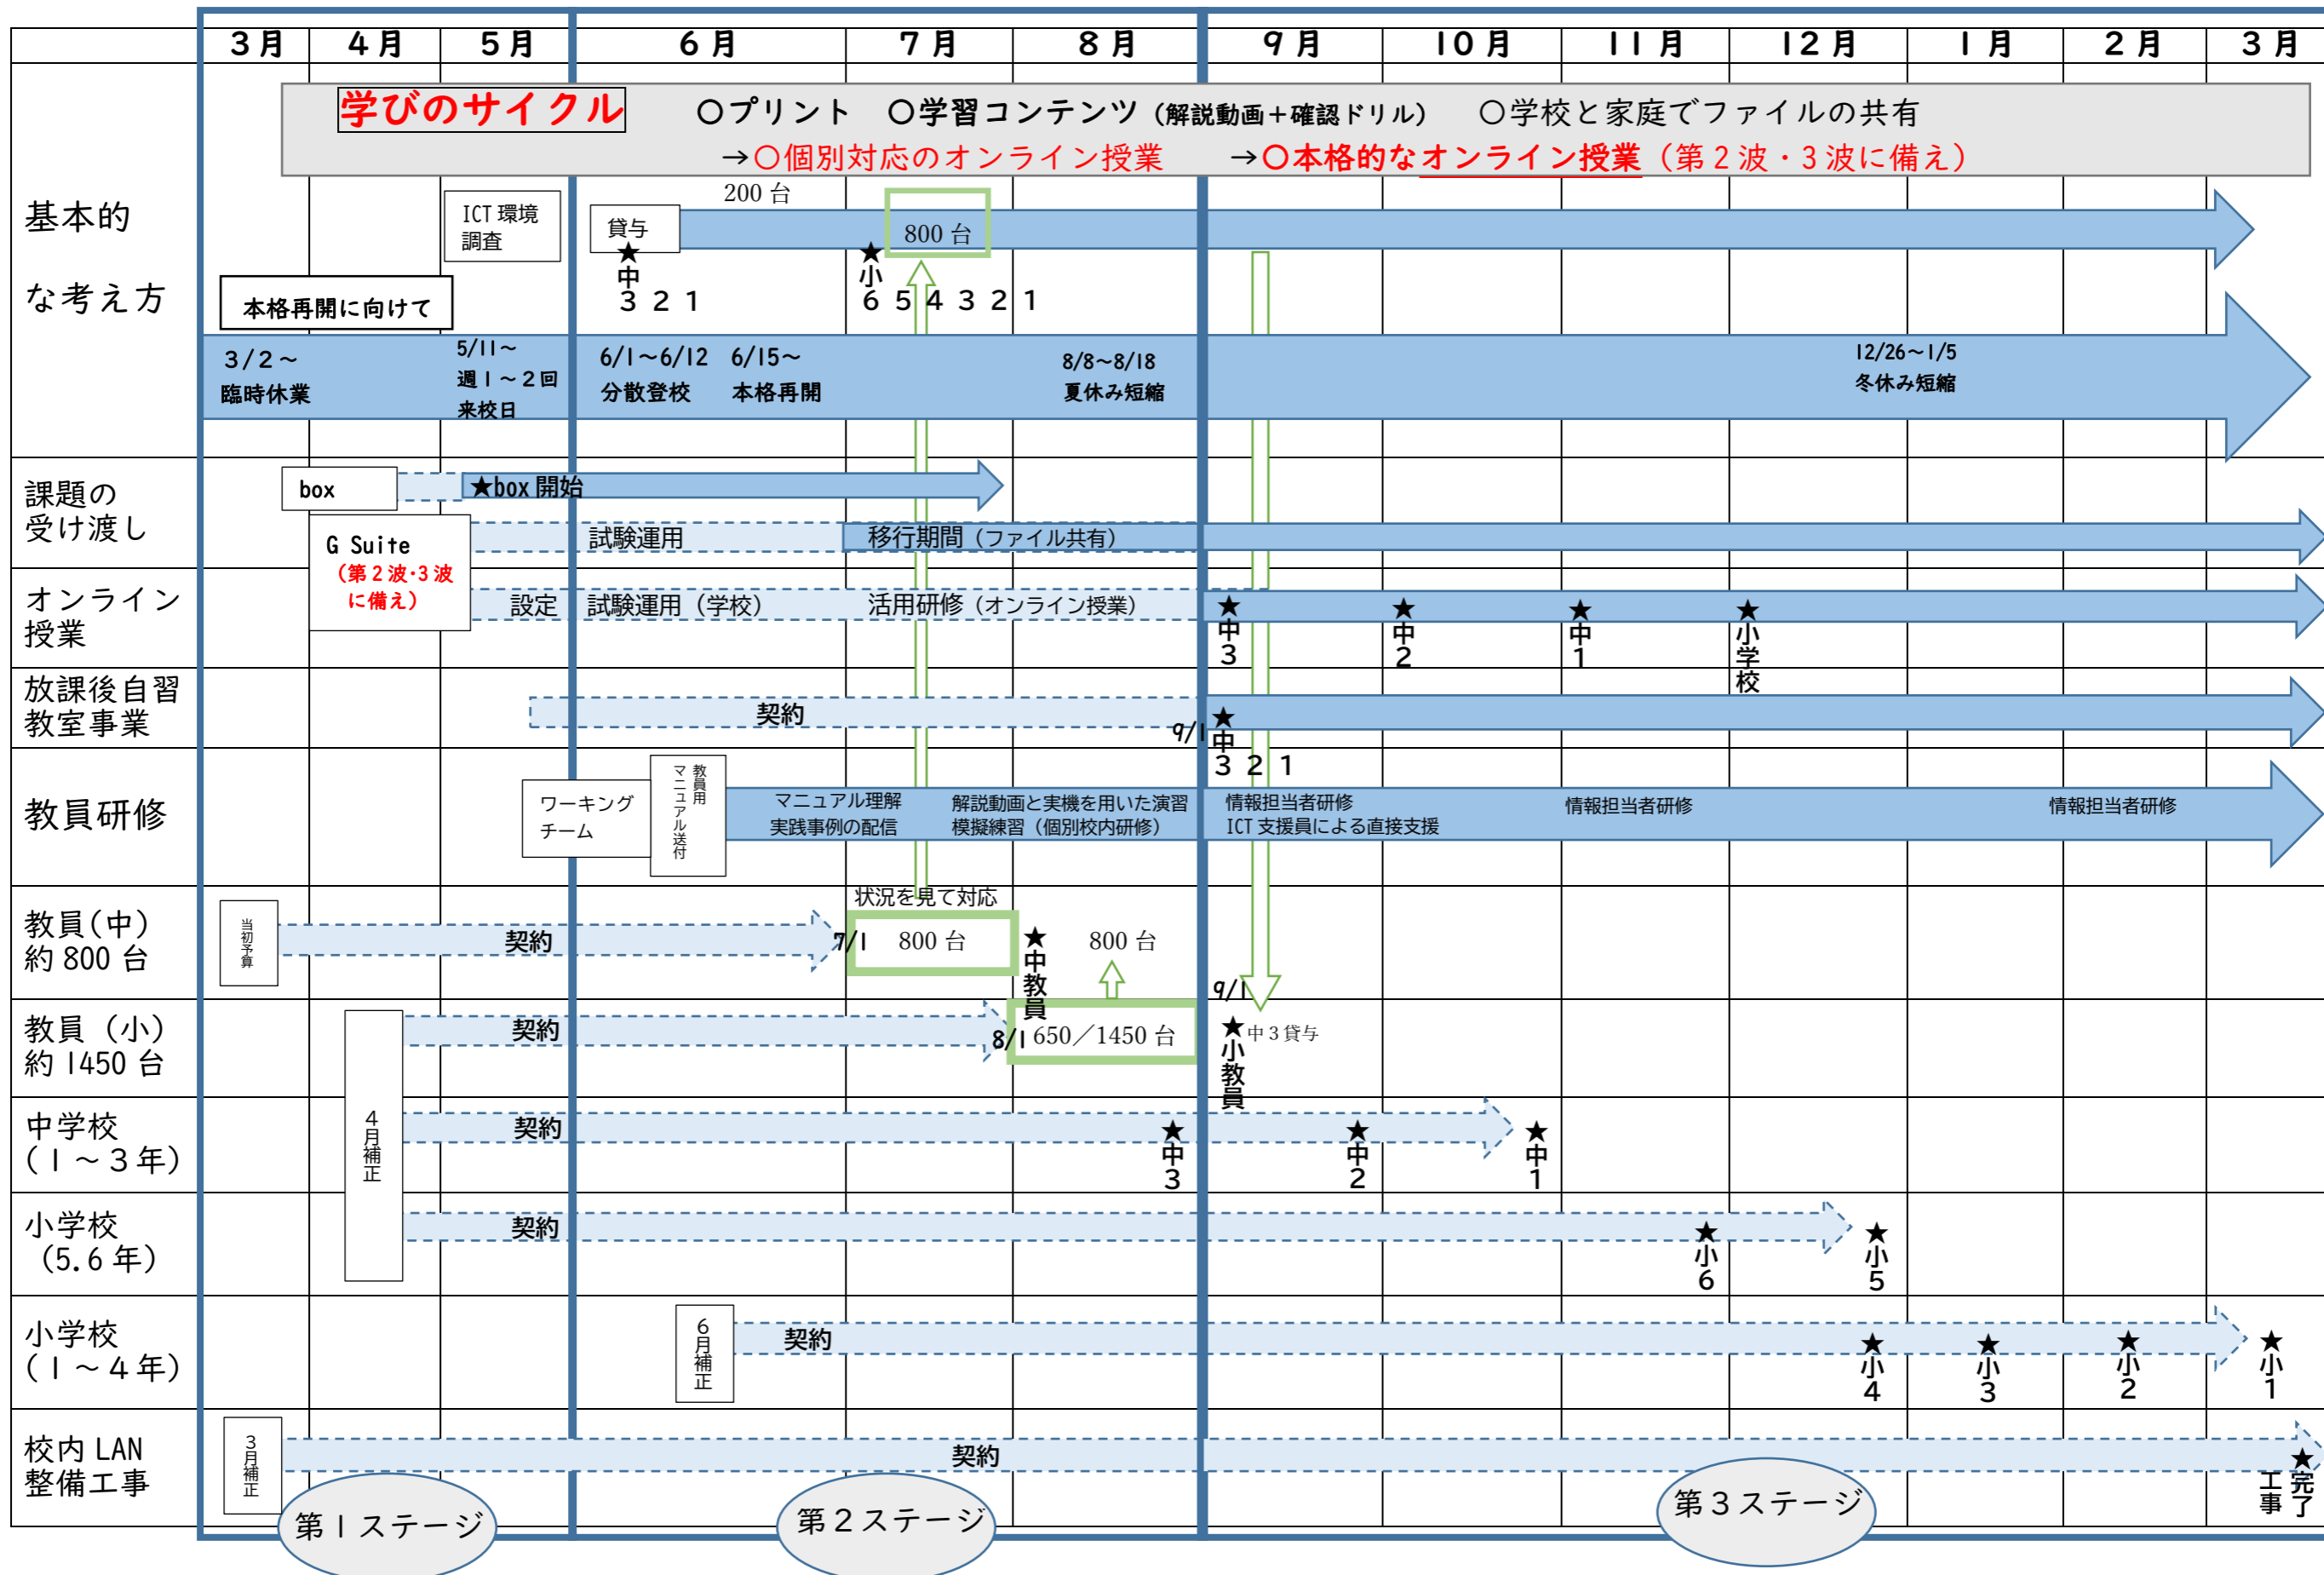 3月 4月 5月 6月 7月 8月 9月 10月 11月 12月 1月 2月 3月
学びのサイクル ○プリント ○学習コンテンツ(解説動画+確認ドリル) ○学校と家庭でファイルの共有
→○個別対応のオンライン授業 →○本格的なオンライン授業(第2波・3波に備え)
基本的
な考え方
ICT環境
調査
貸与
200台
800台
★中
3 2 1
★小
6 5 4 3 2 1
本格再開に向けて
3/2~
臨時休業
5/11~
週1~2回
来校日
6/1~6/12
分散登校
6/15~
本格再開
8/8~8/18
夏休み短縮
12/26~1/5
冬休み短縮
課題の
受け渡し
box
★box開始
G Suite
(第2波・3波
に備え)
試験運用
移行期間(ファイル共有)
オンライン
授業
設定
試験運用(学校)
活用研修(オンライン授業)
★中3
★中2
★中1
★小学校
放課後自習
教室事業
契約
9/1
★中
3 2 1
教員研修
ワーキング
チーム
教員用
マニュアル送付
マニュアル理解
実践事例の配信
解説動画と実機を用いた演習
模擬練習(個別校内研修)
情報担当者研修
ICT支援員による直接支援
情報担当者研修
情報担当者研修
教員(中)
約800台
当初予算
契約
7/1
状況を見て対応
800台
★中教員
800台
教員(小)
約1450台
4月補正
契約
8/1
650/1450台
9/1
★小教員
中3貸与
中学校
(1~3年)
契約
★中3
★中2
★中1
小学校
(5.6年)
契約
★小6
★小5
小学校
(1~4年)
6月補正
契約
★小4
★小3
★小2
★小1
校内LAN
整備工事
3月補正
契約
★工事完了
第1ステージ
第2ステージ
第3ステージ